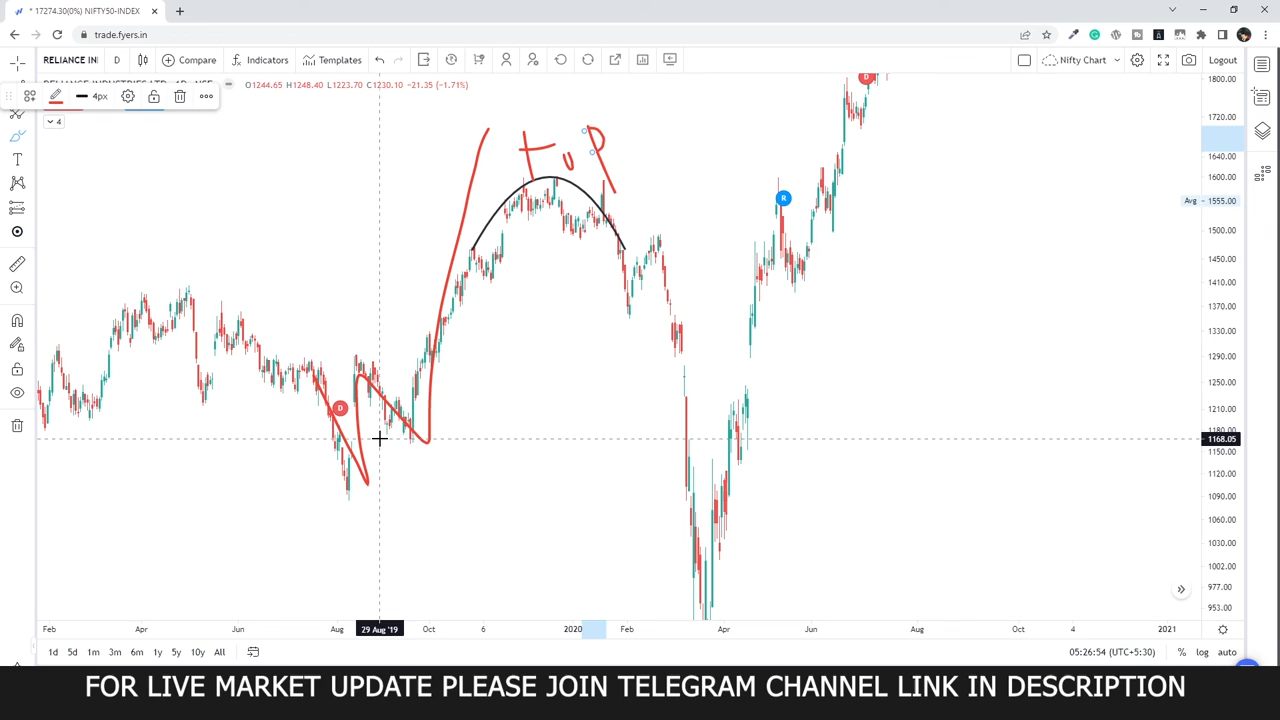 * 17274.30(0%) NIFTY50-INDEX
trade.fyers.in
RELIANCE INI D Compare Indicators Templates Nifty Chart Logout
O1244.65 H1248.40 L1223.70 C1230.10 -21.35 (-1.71%)
4px
4
t u P
D
D
R
1800.00
1720.00
1640.00
1600.00
Avg 1555.00
1500.00
1450.00
1410.00
1370.00
1330.00
1290.00
1250.00
1210.00
1180.00
1168.05
1150.00
1120.00
1090.00
1060.00
1030.00
1002.00
977.00
953.00
Feb Apr Jun Aug 29 Aug '19 Oct 6 2020 Feb Apr Jun Aug Oct 4 2021
1d 5d 1m 3m 6m 1y 5y 10y All 05:26:54 (UTC+5:30) % log auto
FOR LIVE MARKET UPDATE PLEASE JOIN TELEGRAM CHANNEL LINK IN DESCRIPTION